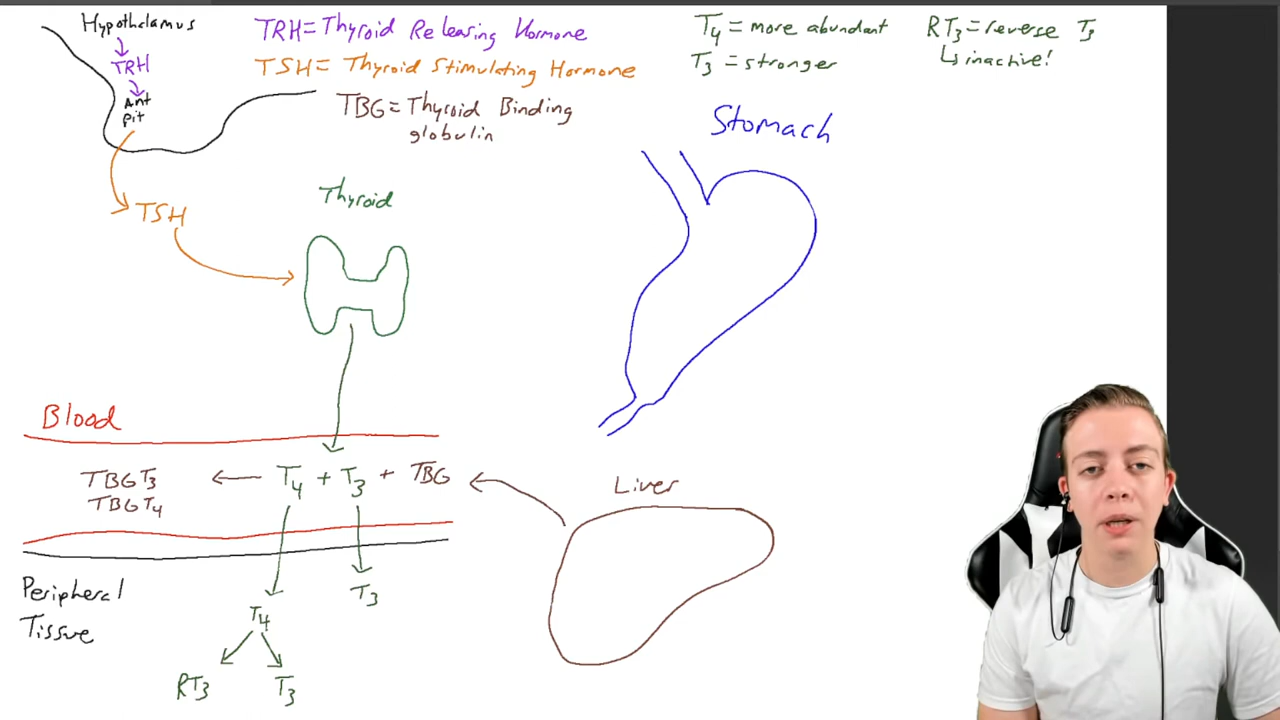 Hypothalamus
TRH
Ant
pit
TSH
TRH = Thyroid Releasing Hormone
TSH = Thyroid Stimulating Hormone
TBG = Thyroid Binding
globulin
T4 = more abundant
T3 = stronger
RT3 = reverse T3
↳ inactive!
Stomach
Thyroid
Blood
TBGT3 ← T4 + T3 + TBG
TBGT4
Liver
Peripheral
Tissue
T3
T4
RT3 T3